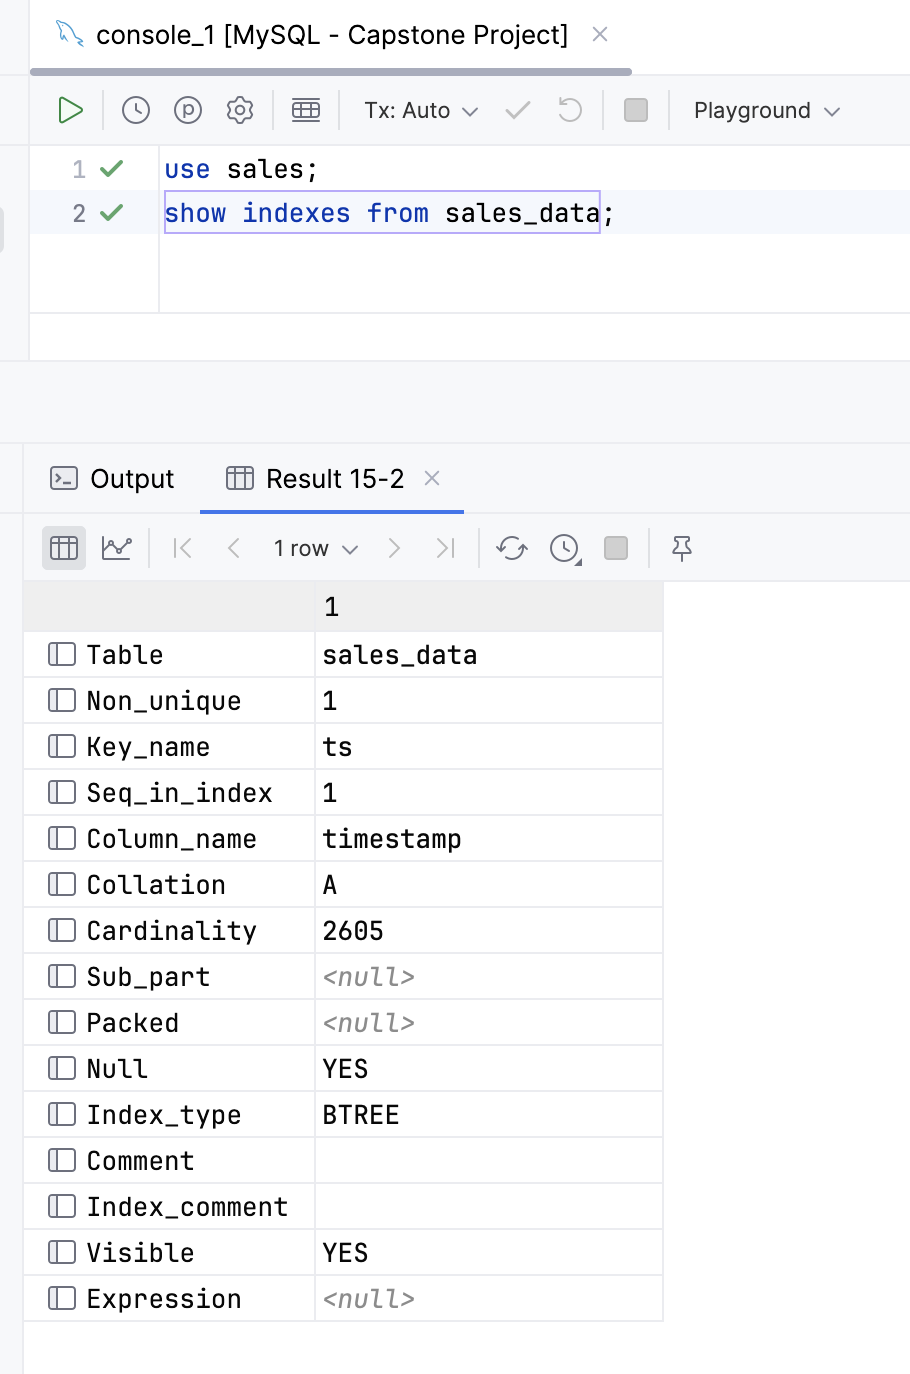 console_1 [MySQL - Capstone Project]
Tx: Auto Playground
1 use sales;
2 show indexes from sales_data;
Output Result 15-2
1 row
1
Table sales_data
Non_unique 1
Key_name ts
Seq_in_index 1
Column_name timestamp
Collation A
Cardinality 2605
Sub_part <null>
Packed <null>
Null YES
Index_type BTREE
Comment
Index_comment
Visible YES
Expression <null>